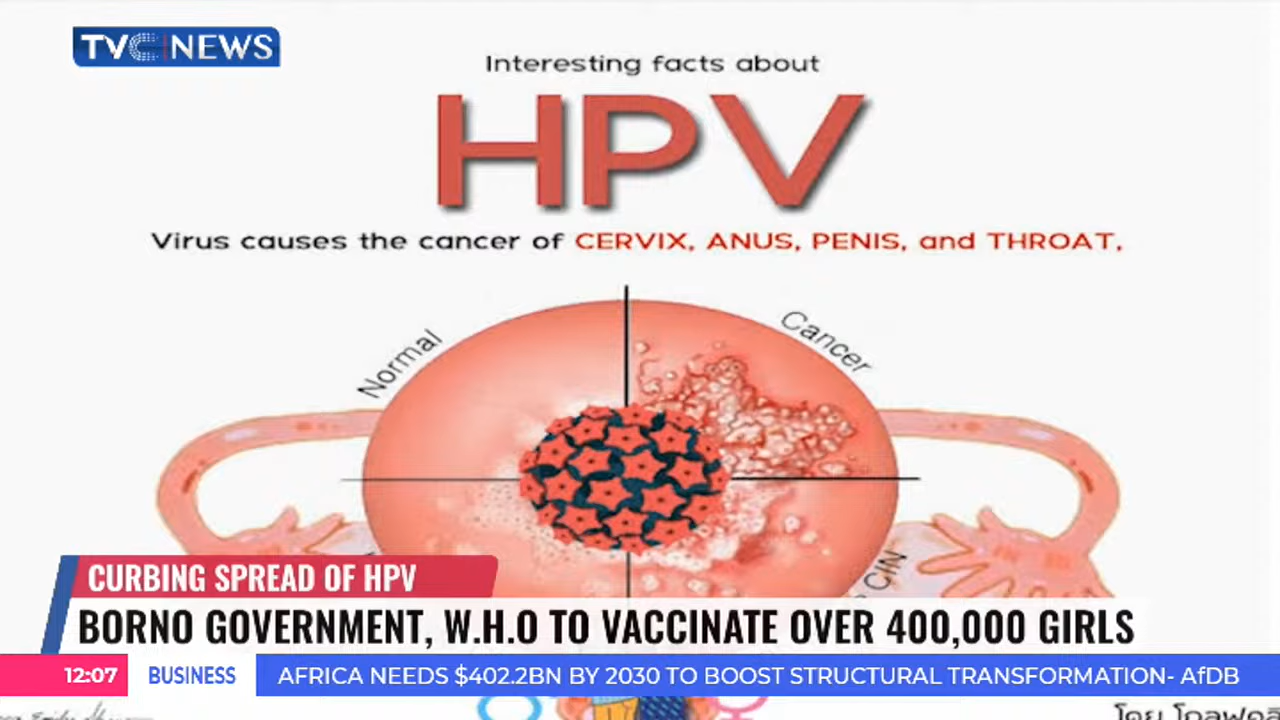 TVC NEWS
Interesting facts about
HPV
Virus causes the cancer of CERVIX, ANUS, PENIS, and THROAT.
Normal
Cancer
CIN
CURBING SPREAD OF HPV
BORNO GOVERNMENT, W.H.O TO VACCINATE OVER 400,000 GIRLS
12:07
BUSINESS
AFRICA NEEDS $402.2BN BY 2030 TO BOOST STRUCTURAL TRANSFORMATION- AfDB